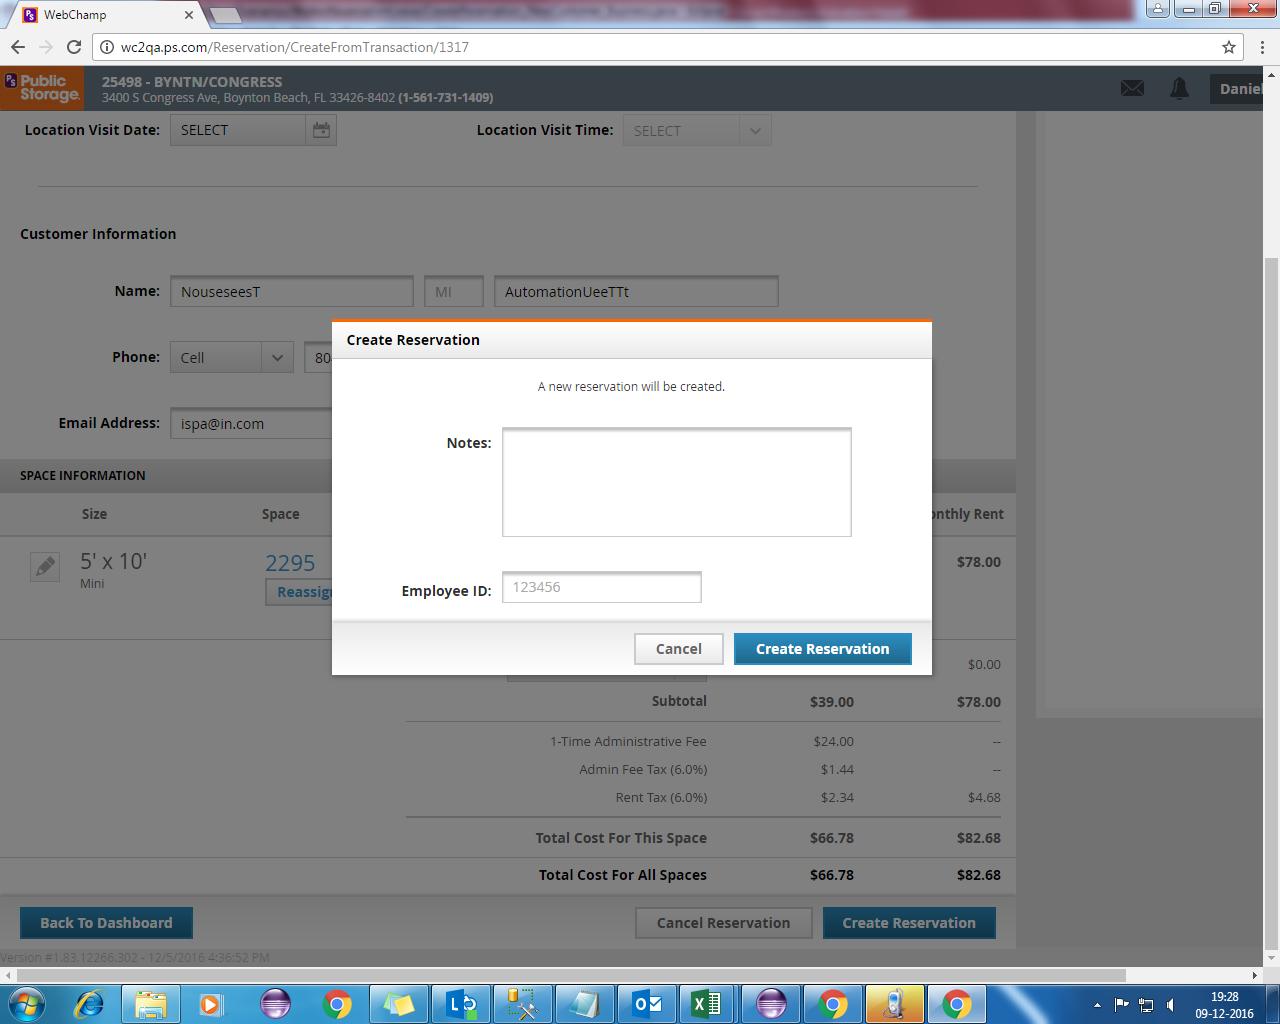 WebChamp
wc2qa.ps.com/Reservation/CreateFromTransaction/1317
PS Public Storage.
25498 - BYNTN/CONGRESS
3400 S Congress Ave, Boynton Beach, FL 33426-8402 (1-561-731-1409)
Daniel
Location Visit Date: SELECT Location Visit Time: SELECT
Customer Information
Name: NouseseesT MI AutomationUeeTTt
Create Reservation
Phone: Cell 80
A new reservation will be created.
Email Address: ispa@in.com
Notes:
SPACE INFORMATION
Size Space onthly Rent
5' x 10' 2295 $78.00
Mini
Reassig
Employee ID: 123456
Cancel Create Reservation
$0.00
Subtotal $39.00 $78.00
1-Time Administrative Fee $24.00 --
Admin Fee Tax (6.0%) $1.44 --
Rent Tax (6.0%) $2.34 $4.68
Total Cost For This Space $66.78 $82.68
Total Cost For All Spaces $66.78 $82.68
Back To Dashboard Cancel Reservation Create Reservation
Version #1.83.12266.302 - 12/5/2016 4:36:52 PM
19:28
09-12-2016